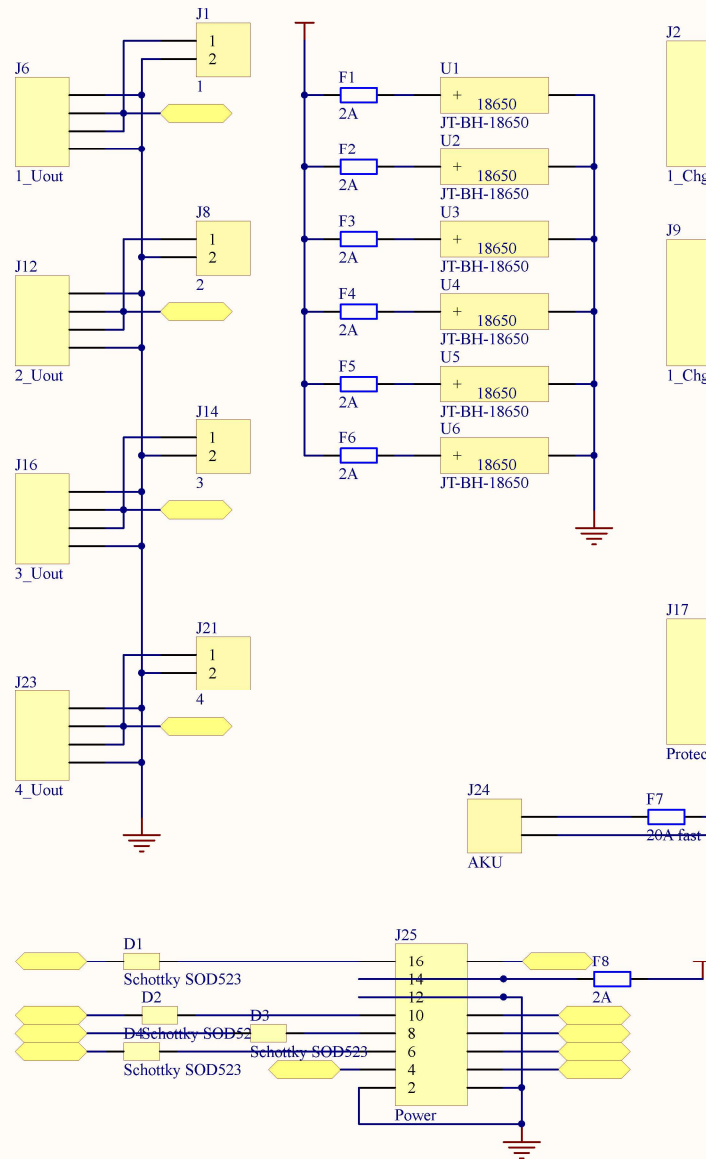 J1
1
2
1
J6
1_Uout
J8
1
2
2
J12
2_Uout
J14
1
2
3
J16
3_Uout
J21
1
2
4
J23
4_Uout
F1
2A
U1
+ 18650
JT-BH-18650
F2
2A
U2
+ 18650
JT-BH-18650
F3
2A
U3
+ 18650
JT-BH-18650
F4
2A
U4
+ 18650
JT-BH-18650
F5
2A
U5
+ 18650
JT-BH-18650
F6
2A
U6
+ 18650
JT-BH-18650
J2
1_Chg
J9
1_Chg
J17
Protec
J24
AKU
F7
20A fast
D1
Schottky SOD523
D2
Schottky SOD52
D3
Schottky SOD523
D4
Schottky SOD523
J25
16
14
12
10
8
6
4
2
Power
F8
2A